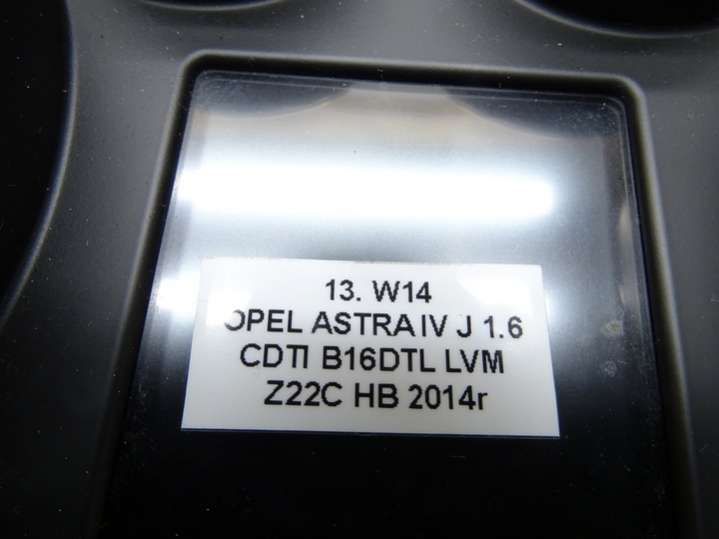 13. W14
OPEL ASTRA IV J 1.6
CDTI B16DTL LVM
Z22C HB 2014r